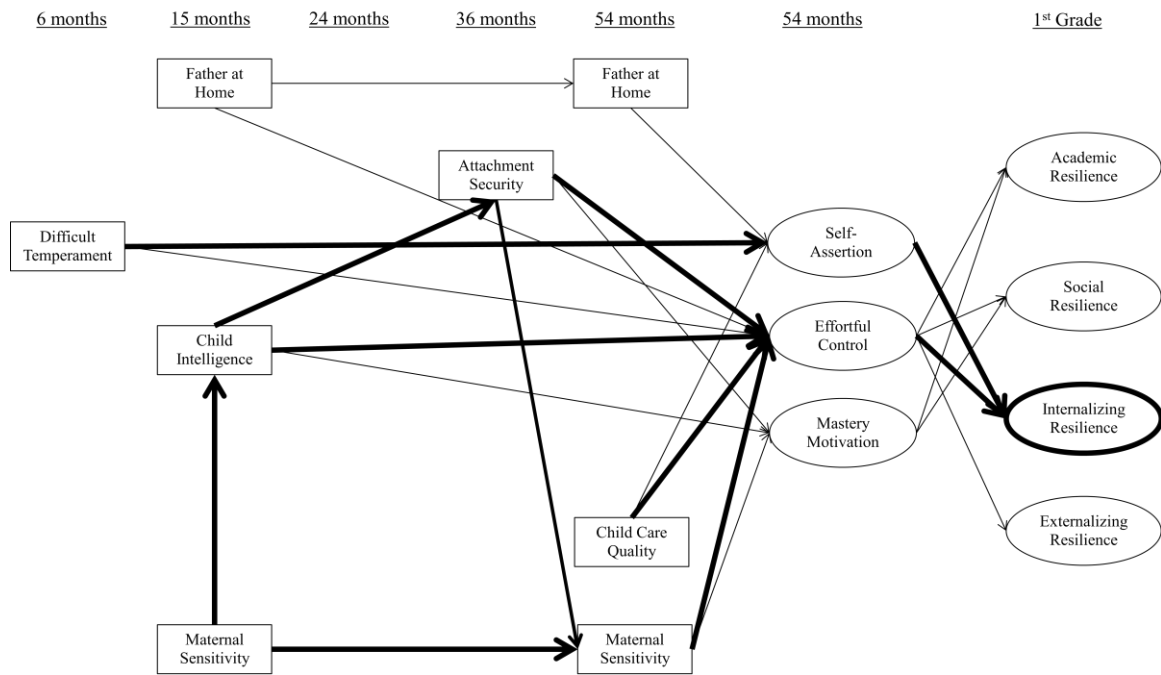 6 months 15 months 24 months 36 months 54 months 54 months 1st Grade
Father at
Home
Father at
Home
Attachment
Security
Academic
Resilience
Difficult
Temperament
Self-
Assertion
Social
Resilience
Child
Intelligence
Effortful
Control
Mastery
Motivation
Internalizing
Resilience
Child Care
Quality
Externalizing
Resilience
Maternal
Sensitivity
Maternal
Sensitivity